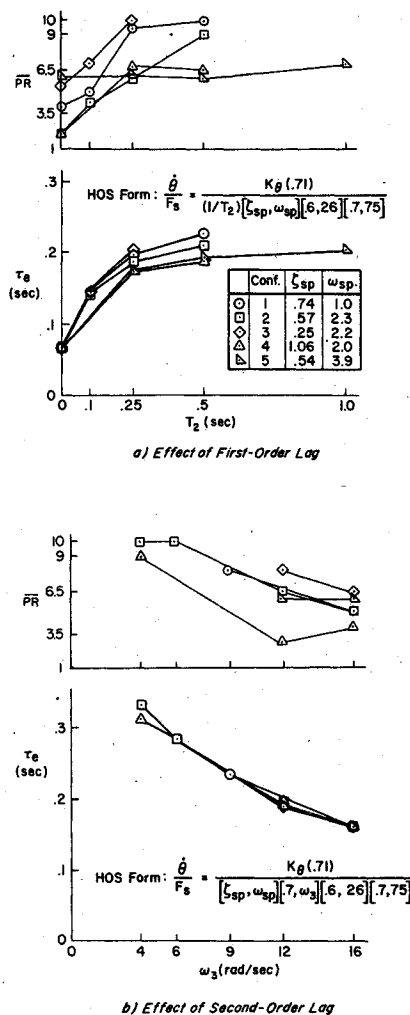 10
9
6.5
PR
3.5
1
.3
HOS Form: θ̇/Fs = Kθ(.71) / (1/T2)[ζsp, ωsp][.6,26][.7,75]
.2
τe
(sec)
.1
0
Conf. ζsp ωsp.
1 .74 1.0
2 .57 2.3
3 .25 2.2
4 1.06 2.0
5 .54 3.9
0 .1 .25 .5 1.0
T2 (sec)
a) Effect of First-Order Lag
10
9
6.5
PR
3.5
1
.3
τe
(sec)
.2
.1
HOS Form: θ̇/Fs = Kθ(.71) / [ζsp, ωsp][.7, ω3][.6, 26][.7,75]
0
0 4 6 9 12 16
ω3 (rad/sec)
b) Effect of Second-Order Lag